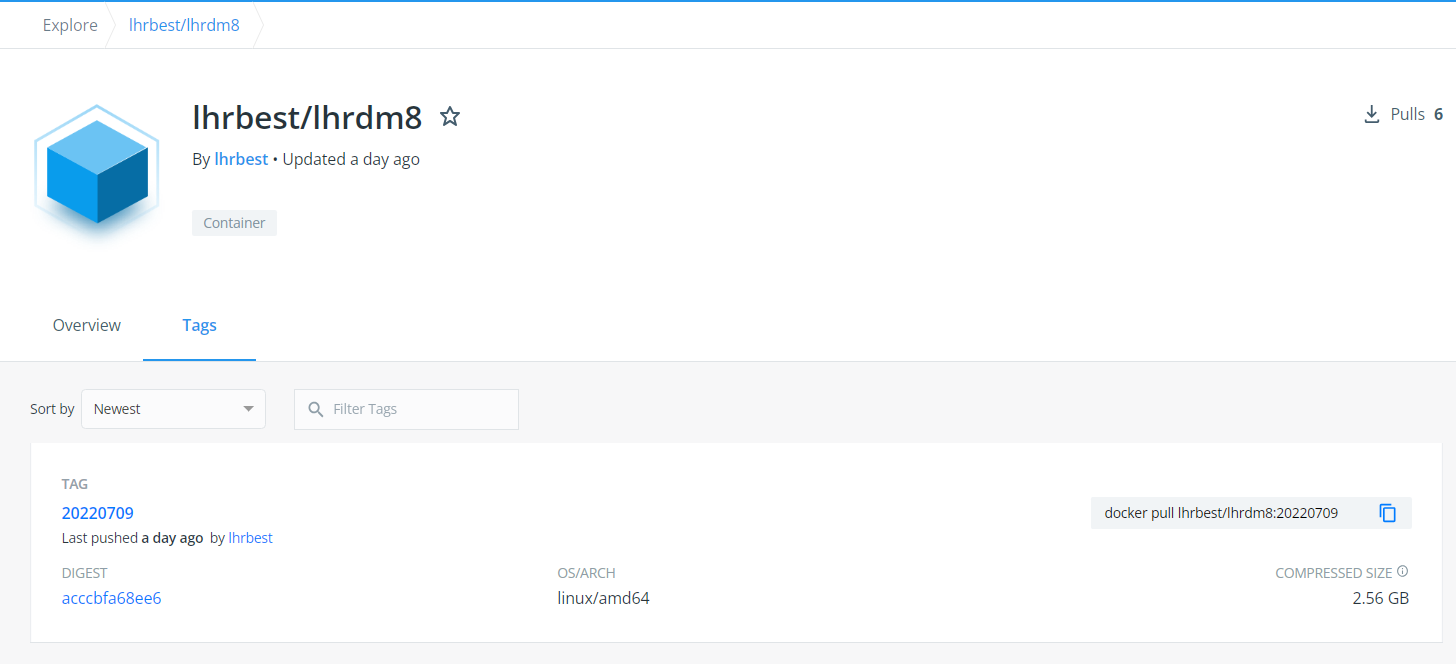 Explore lhrbest/lhrdm8
lhrbest/lhrdm8
Pulls 6
By lhrbest • Updated a day ago
Container
Overview Tags
Sort by Newest Filter Tags
TAG
20220709
docker pull lhrbest/lhrdm8:20220709
Last pushed a day ago by lhrbest
DIGEST OS/ARCH COMPRESSED SIZE
acccbfa68ee6 linux/amd64 2.56 GB